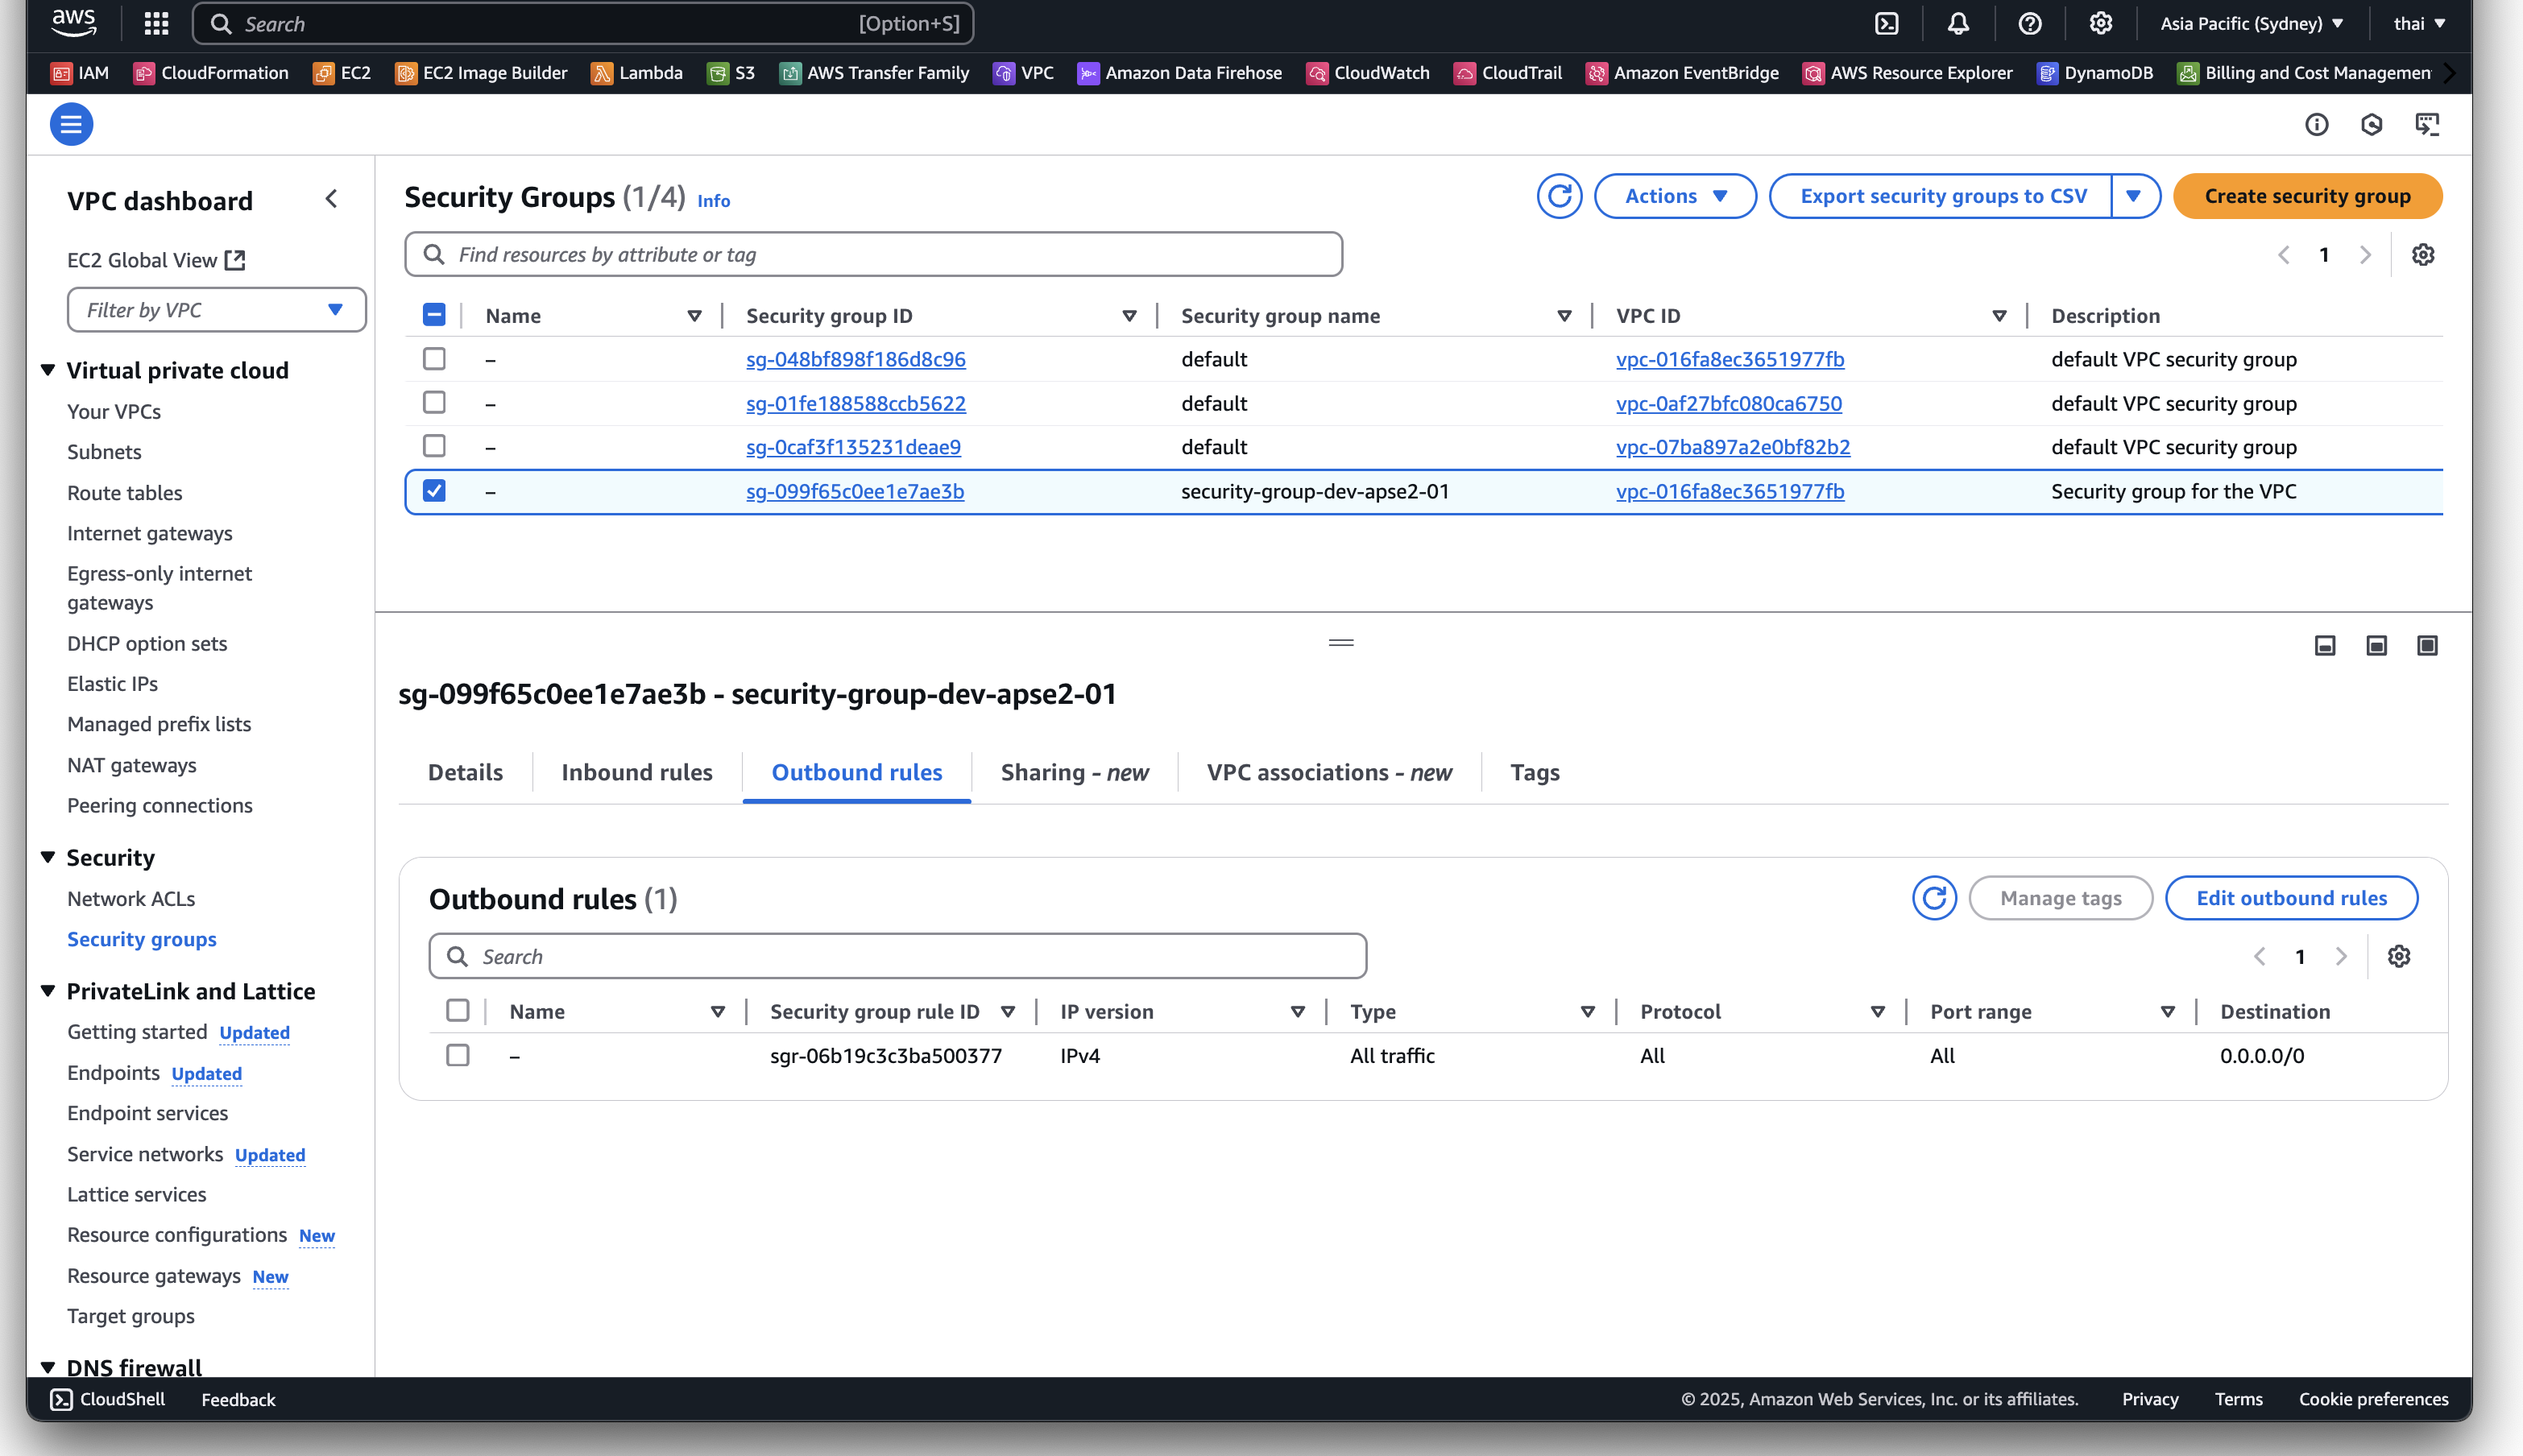 aws Search [Option+S] Asia Pacific (Sydney) thai
IAM CloudFormation EC2 EC2 Image Builder Lambda S3 AWS Transfer Family VPC Amazon Data Firehose CloudWatch CloudTrail Amazon EventBridge AWS Resource Explorer DynamoDB Billing and Cost Managemen
VPC dashboard
EC2 Global View
Filter by VPC
Virtual private cloud
Your VPCs
Subnets
Route tables
Internet gateways
Egress-only internet
gateways
DHCP option sets
Elastic IPs
Managed prefix lists
NAT gateways
Peering connections
Security
Network ACLs
Security groups
PrivateLink and Lattice
Getting started Updated
Endpoints Updated
Endpoint services
Service networks Updated
Lattice services
Resource configurations New
Resource gateways New
Target groups
DNS firewall
Security Groups (1/4) Info Actions Export security groups to CSV Create security group
Find resources by attribute or tag 1
Name Security group ID Security group name VPC ID Description
– sg-048bf898f186d8c96 default vpc-016fa8ec3651977fb default VPC security group
– sg-01fe188588ccb5622 default vpc-0af27bfc080ca6750 default VPC security group
– sg-0caf3f135231deae9 default vpc-07ba897a2e0bf82b2 default VPC security group
– sg-099f65c0ee1e7ae3b security-group-dev-apse2-01 vpc-016fa8ec3651977fb Security group for the VPC
sg-099f65c0ee1e7ae3b - security-group-dev-apse2-01
Details Inbound rules Outbound rules Sharing - new VPC associations - new Tags
Outbound rules (1) Manage tags Edit outbound rules
Search 1
Name Security group rule ID IP version Type Protocol Port range Destination
– sgr-06b19c3c3ba500377 IPv4 All traffic All All 0.0.0.0/0
CloudShell Feedback © 2025, Amazon Web Services, Inc. or its affiliates. Privacy Terms Cookie preferences